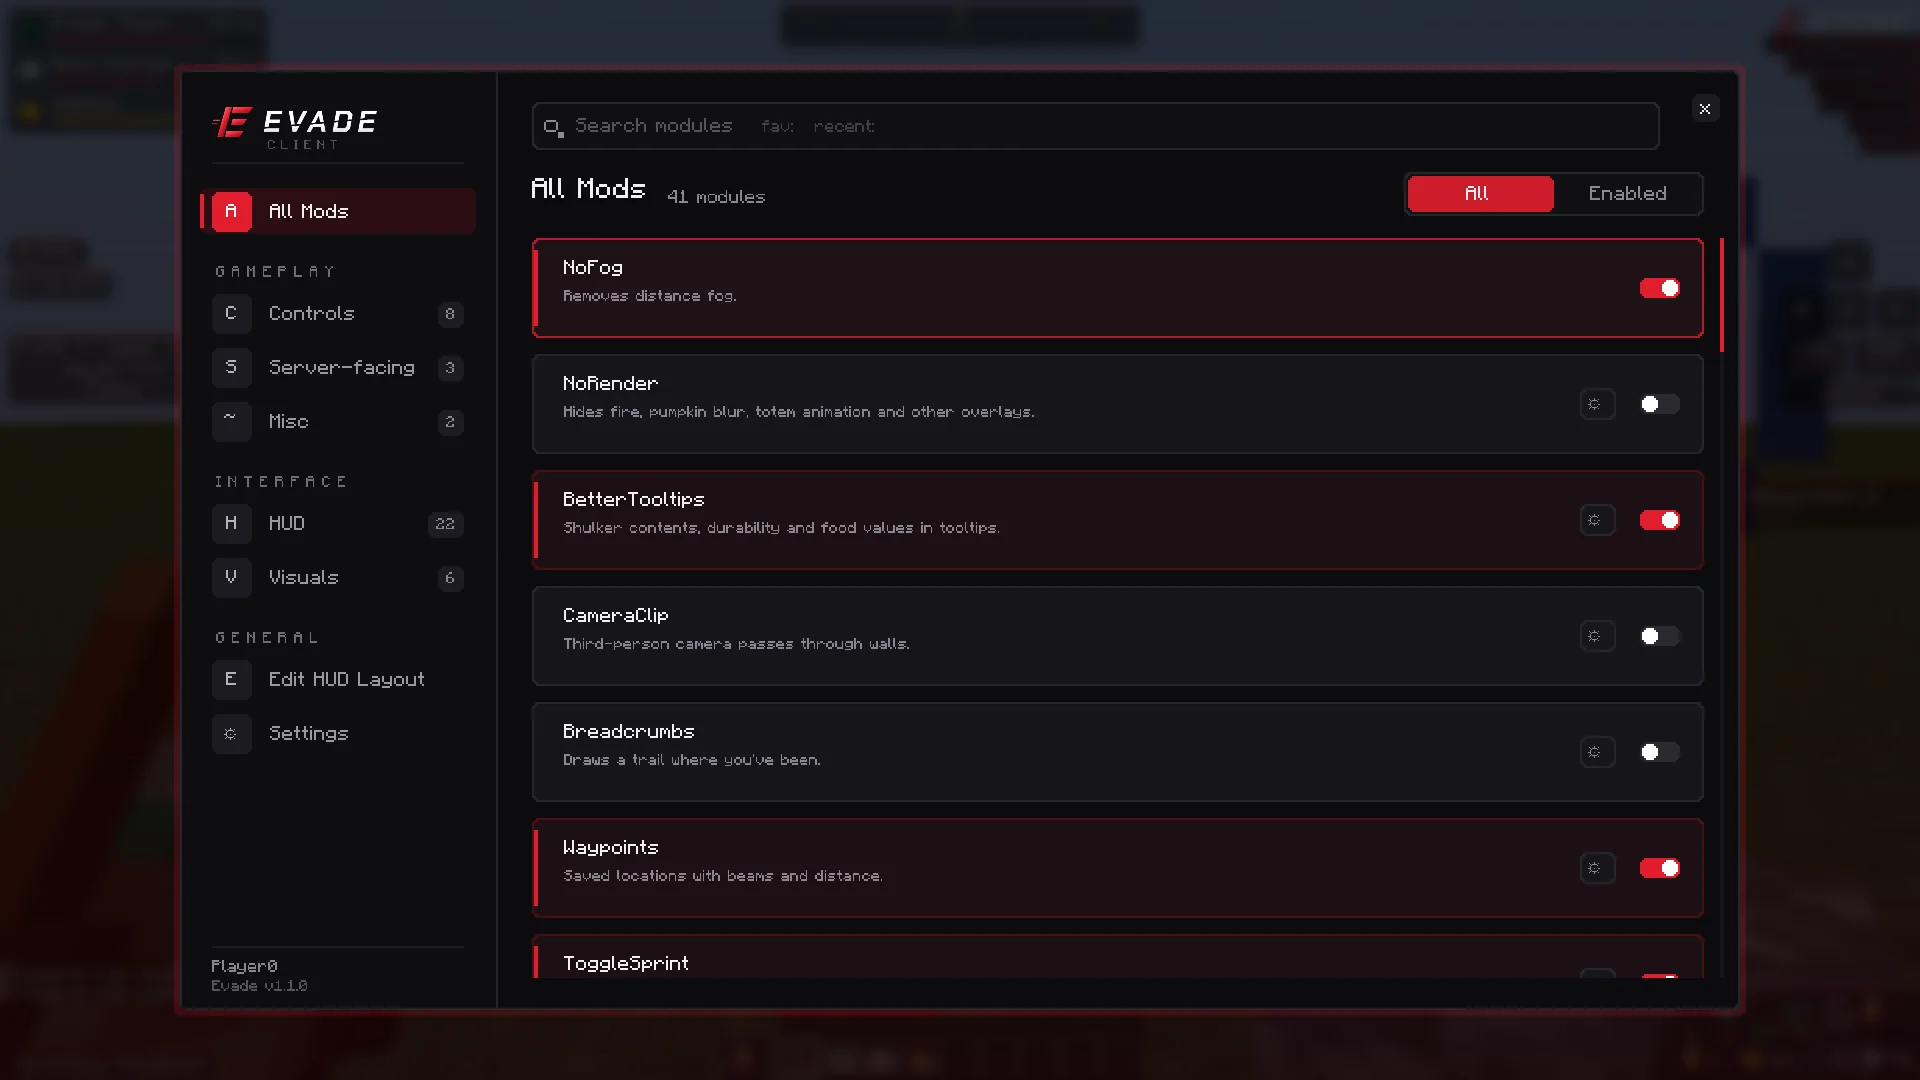 EVADE
CLIENT
A All Mods
GAMEPLAY
C Controls 8
S Server-facing 3
~ Misc 2
INTERFACE
H HUD 22
V Visuals 6
GENERAL
E Edit HUD Layout
Settings
Player0
Evade v1.1.0
Search modules fav: recent:
All Mods 41 modules
All Enabled
NoFog
Removes distance fog.
NoRender
Hides fire, pumpkin blur, totem animation and other overlays.
BetterTooltips
Shulker contents, durability and food values in tooltips.
CameraClip
Third-person camera passes through walls.
Breadcrumbs
Draws a trail where you've been.
Waypoints
Saved locations with beams and distance.
ToggleSprint